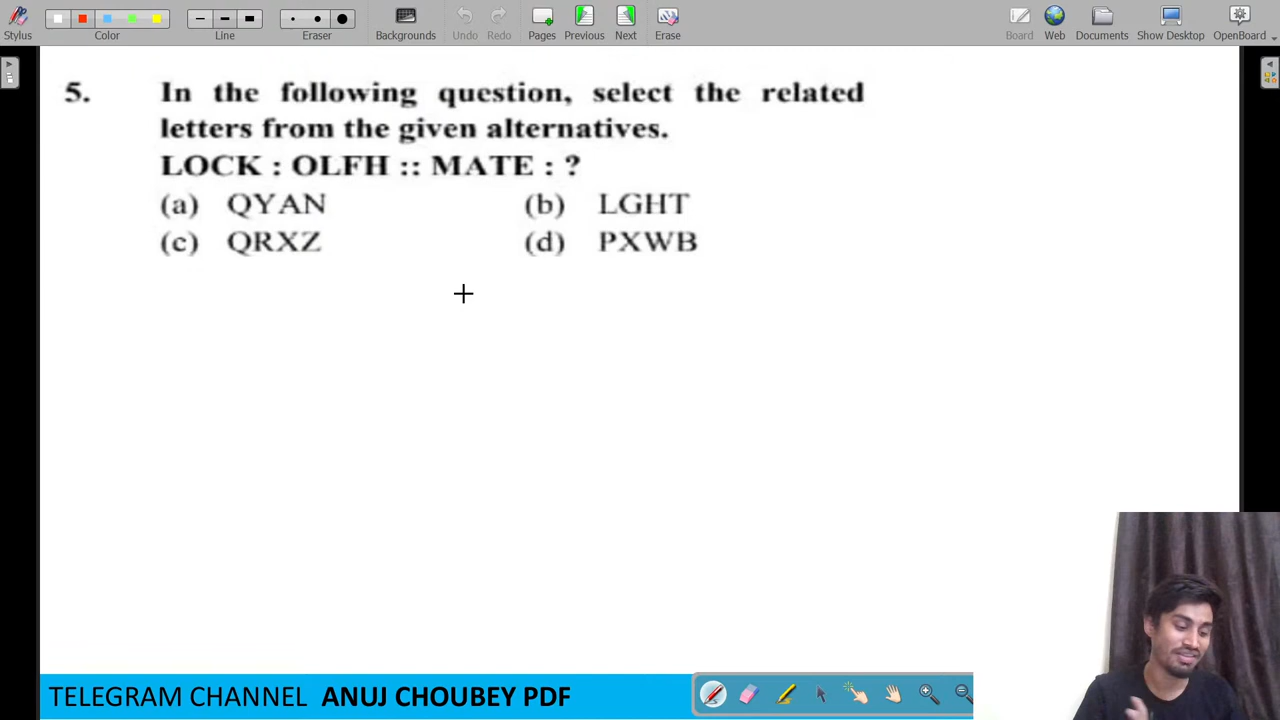 Stylus Color Line Eraser Backgrounds Undo Redo Pages Previous Next Erase Board Web Documents Show Desktop OpenBoard
5. In the following question, select the related
letters from the given alternatives.
LOCK : OLFH :: MATE : ?
(a) QYAN (b) LGHT
(c) QRXZ (d) PXWB
TELEGRAM CHANNEL ANUJ CHOUBEY PDF